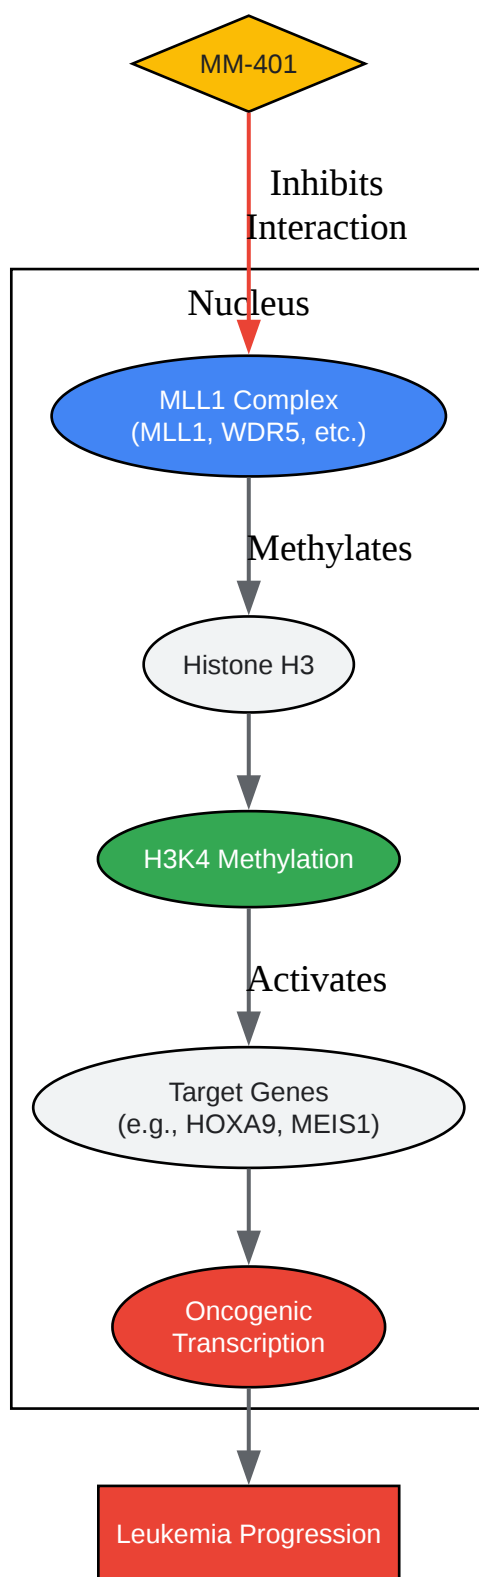 MM-401
Inhibits
Interaction
Nucleus
MLL1 Complex
(MLL1, WDR5, etc.)
Methylates
Histone H3
H3K4 Methylation
Activates
Target Genes
(e.g., HOXA9, MEIS1)
Oncogenic
Transcription
Leukemia Progression